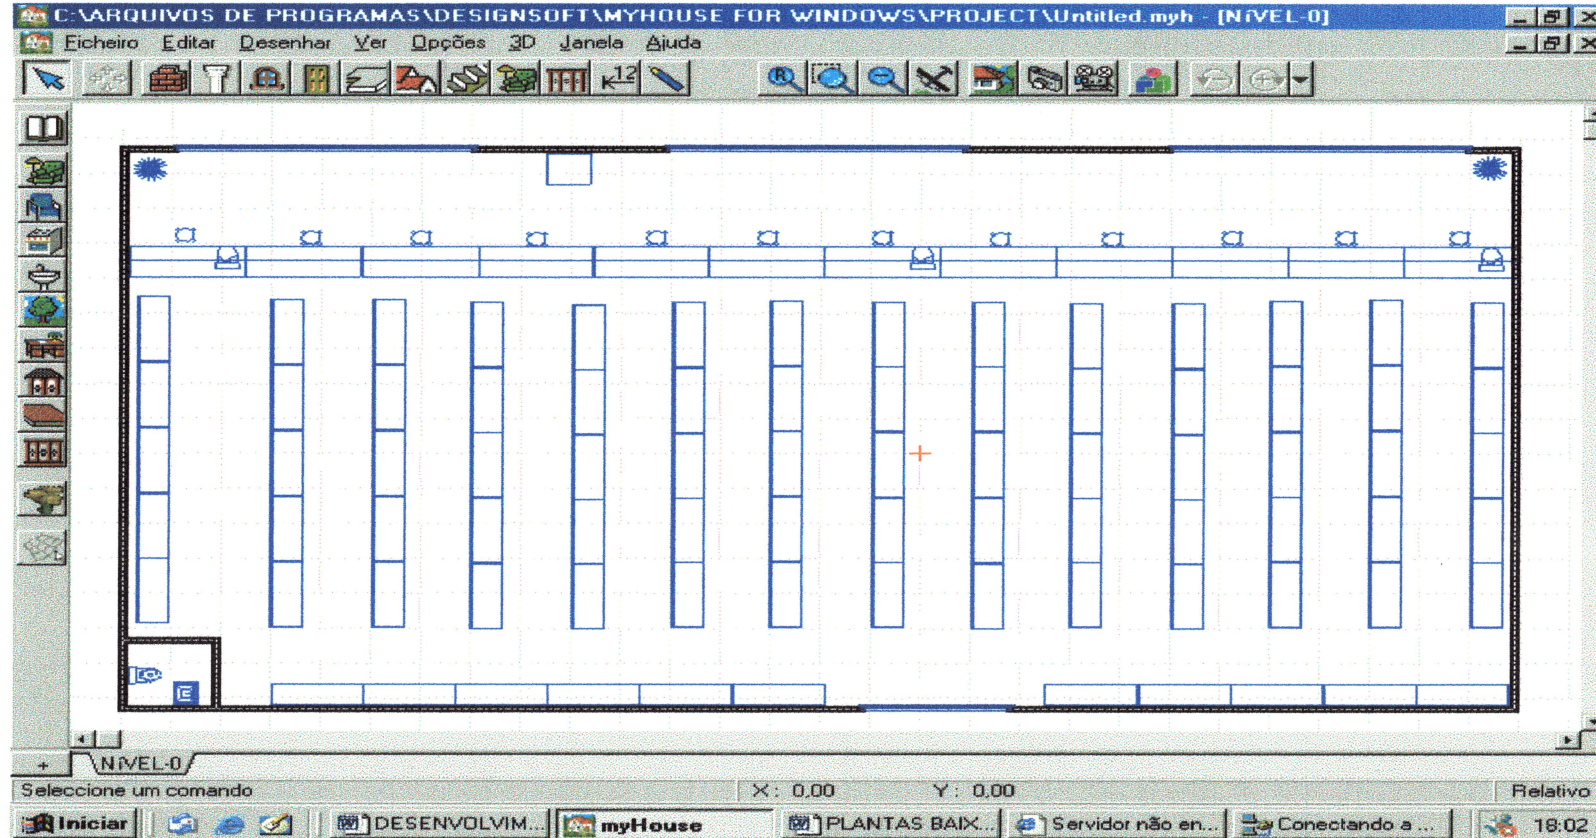 C:\ARQUIVOS DE PROGRAMAS\DESIGNSOFT\MYHOUSE FOR WINDOWS\PROJECT\Untitled.myh - [NíVEL-0]
Ficheiro Editar Desenhar Ver Opções 3D Janela Ajuda
12 R
+ NíVEL-0
Seleccione um comando X: 0,00 Y: 0,00 Relativo
Iniciar DESENVOLVIM... myHouse PLANTAS BAIX... Servidor não en... Conectando a ... 18:02